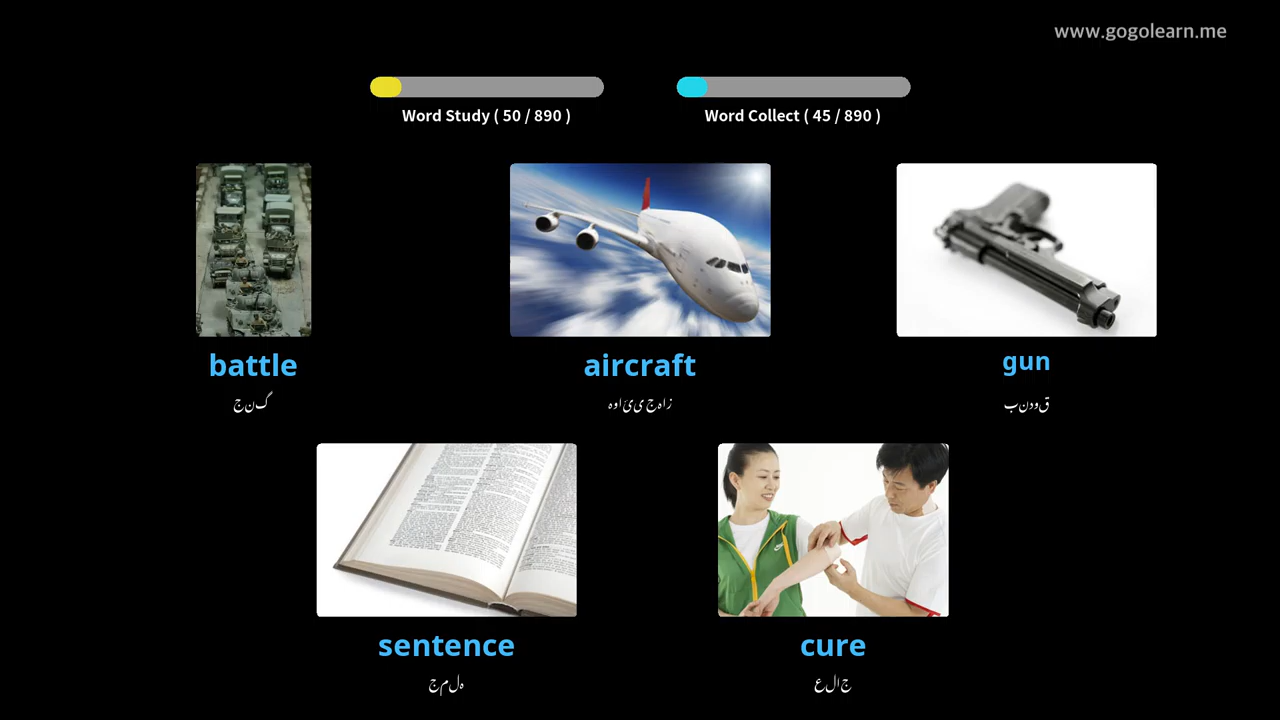 www.gogolearn.me
Word Study ( 50 / 890 )
Word Collect ( 45 / 890 )
battle
aircraft
gun
جنگ
ہوائی جہاز
بندوق
sentence
cure
جملہ
علاج